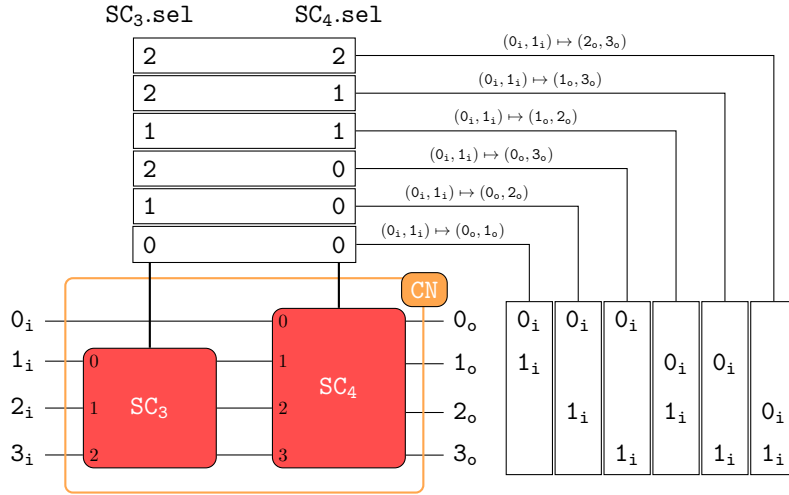 SC₃.sel SC₄.sel
2 2 (0ᵢ, 1ᵢ) ↦ (2ₒ, 3ₒ)
2 1 (0ᵢ, 1ᵢ) ↦ (1ₒ, 3ₒ)
1 1 (0ᵢ, 1ᵢ) ↦ (1ₒ, 2ₒ)
2 0 (0ᵢ, 1ᵢ) ↦ (0ₒ, 3ₒ)
1 0 (0ᵢ, 1ᵢ) ↦ (0ₒ, 2ₒ)
0 0 (0ᵢ, 1ᵢ) ↦ (0ₒ, 1ₒ)
CN
0ᵢ 0 0ₒ 0ᵢ 0ᵢ 0ᵢ
1ᵢ 0 1 1ₒ 1ᵢ 0ᵢ 0ᵢ
SC₃ SC₄
2ᵢ 1 2 2ₒ 1ᵢ 1ᵢ 0ᵢ
3ᵢ 2 3 3ₒ 1ᵢ 1ᵢ 1ᵢ